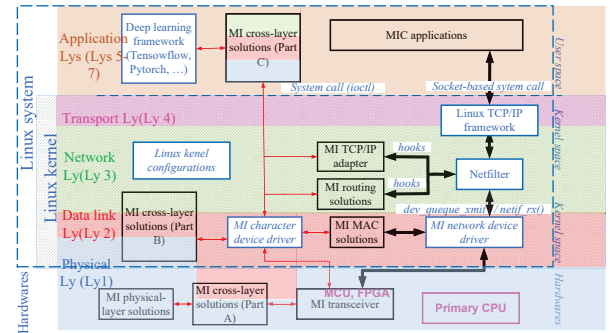 Linux system
Linux kernel
Hardwares
Application
Lys (Lys 5-
7)
Deep learning
framework
(Tensowflow,
Pytorch, …)
MI cross-layer
solutions (Part
C)
MIC applications
User space
System call (ioctl)
Socket-based sytem call
Transport Ly(Ly 4)
Linux TCP/IP
framework
Kernel space
Network
Ly(Ly 3)
Linux kenel
configurations
MI TCP/IP
adapter
hooks
MI routing
solutions
hooks
Netfilter
dev_queque_xmit / netif_rx()
Data link
Ly(Ly 2)
MI cross-layer
solutions (Part
B)
MI character
device driver
MI MAC
solutions
MI network device
driver
Kernel space
Physical
Ly (Ly1)
MI physical-
layer solutions
MI cross-layer
solutions (Part
A)
MCU, FPGA
MI transceiver
Primary CPU
Hardwares